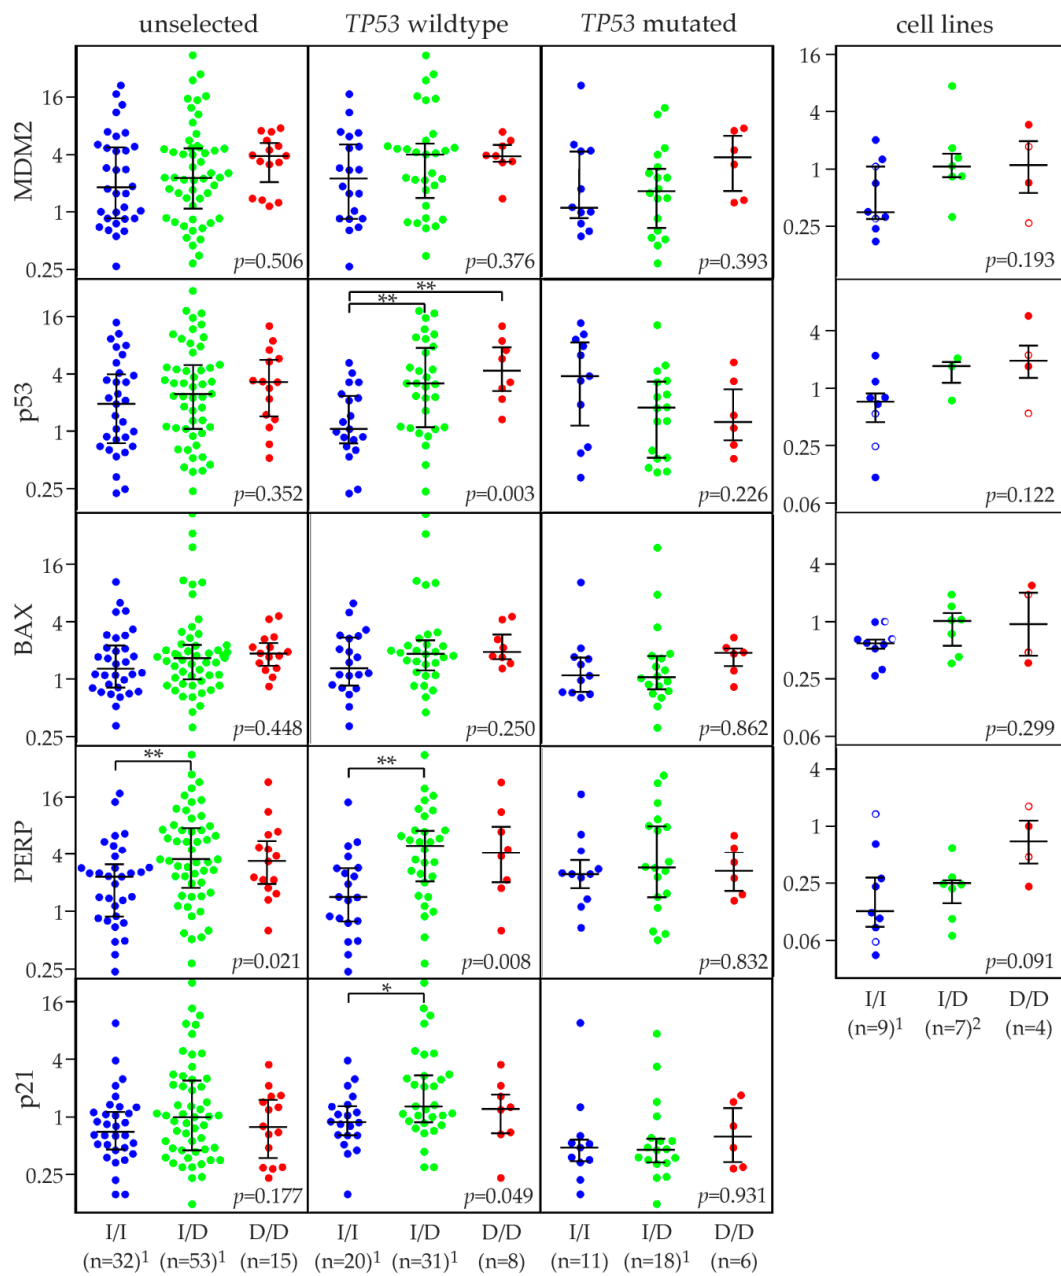 unselected TP53 wildtype TP53 mutated cell lines
MDM2
16
4
1
0.25
p=0.506
p=0.376
p=0.393
16
4
1
0.25
p=0.193
p53
16
4
1
0.25
**
**
p=0.352
p=0.003
p=0.226
4
1
0.25
0.06
p=0.122
BAX
16
4
1
0.25
p=0.448
p=0.250
p=0.862
4
1
0.25
0.06
p=0.299
PERP
16
4
1
0.25
**
**
p=0.021
p=0.008
p=0.832
4
1
0.25
0.06
p=0.091
I/I I/D D/D
(n=9)¹ (n=7)² (n=4)
p21
16
4
1
0.25
*
p=0.177
p=0.049
p=0.931
I/I I/D D/D I/I I/D D/D I/I I/D D/D
(n=32)¹ (n=53)¹ (n=15) (n=20)¹ (n=31)¹ (n=8) (n=11) (n=18)¹ (n=6)